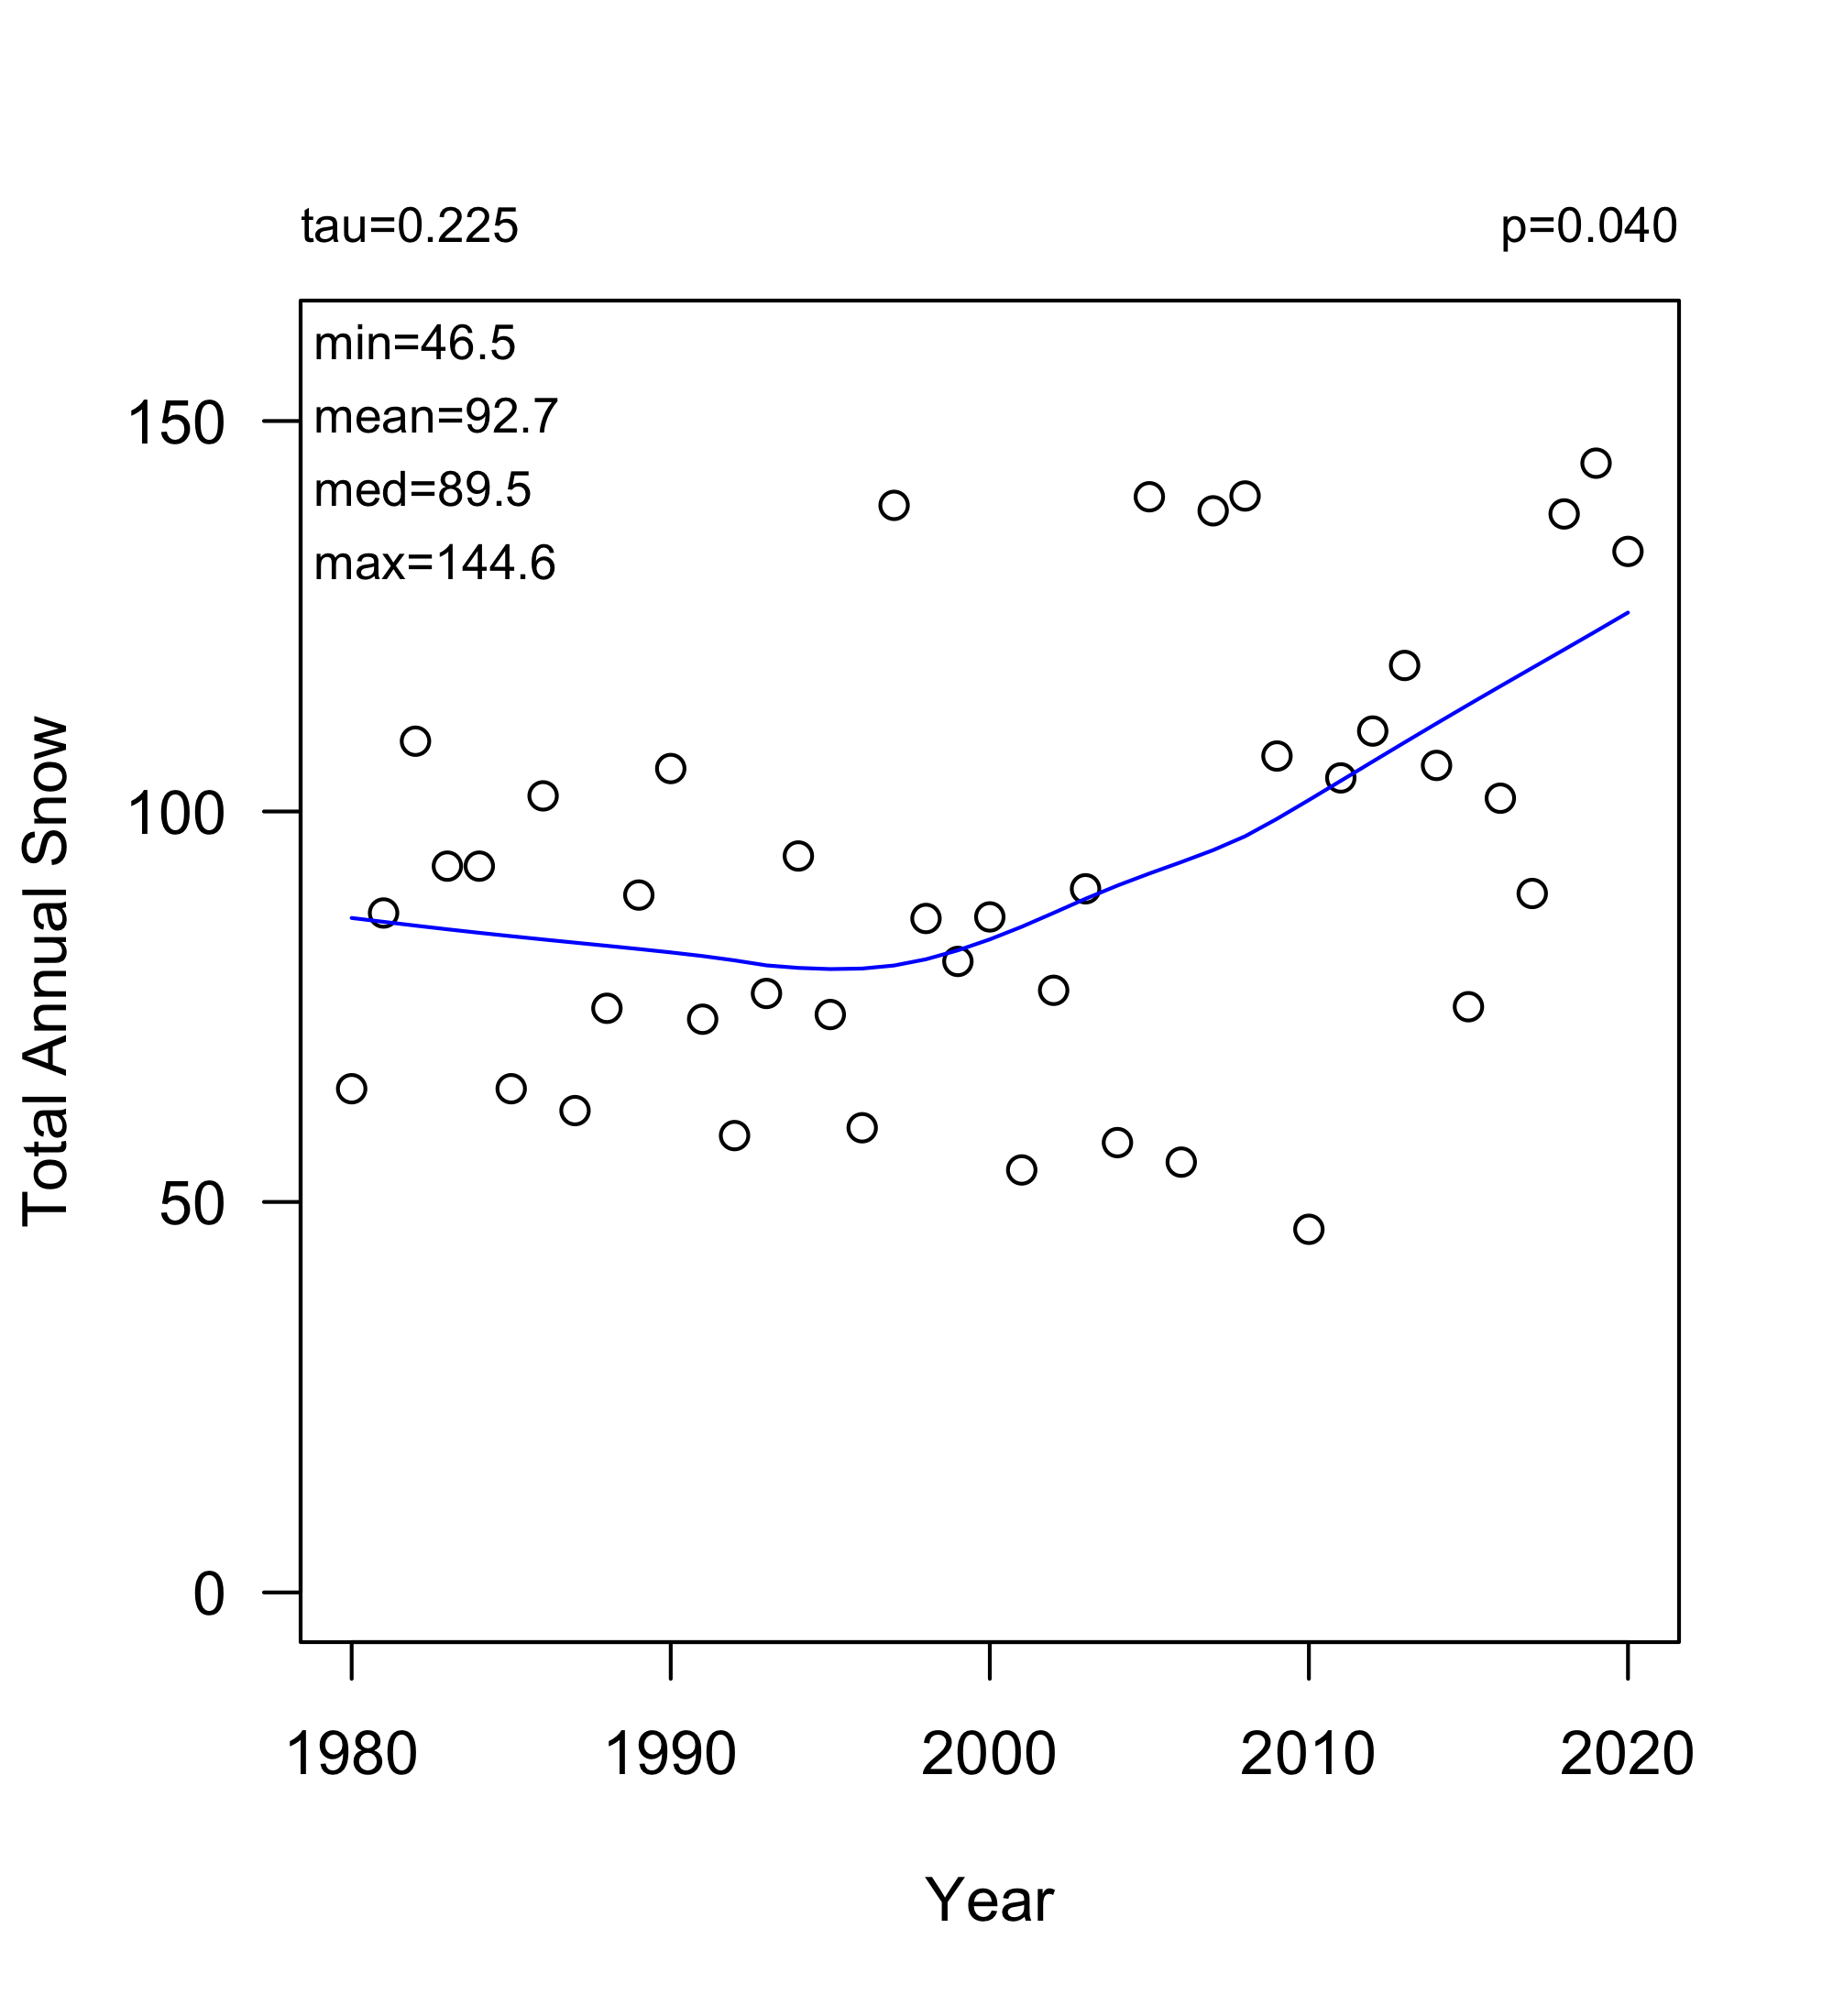 tau=0.225
p=0.040
min=46.5
mean=92.7
med=89.5
max=144.6
150
100
50
0
Total Annual Snow
1980
1990
2000
2010
2020
Year